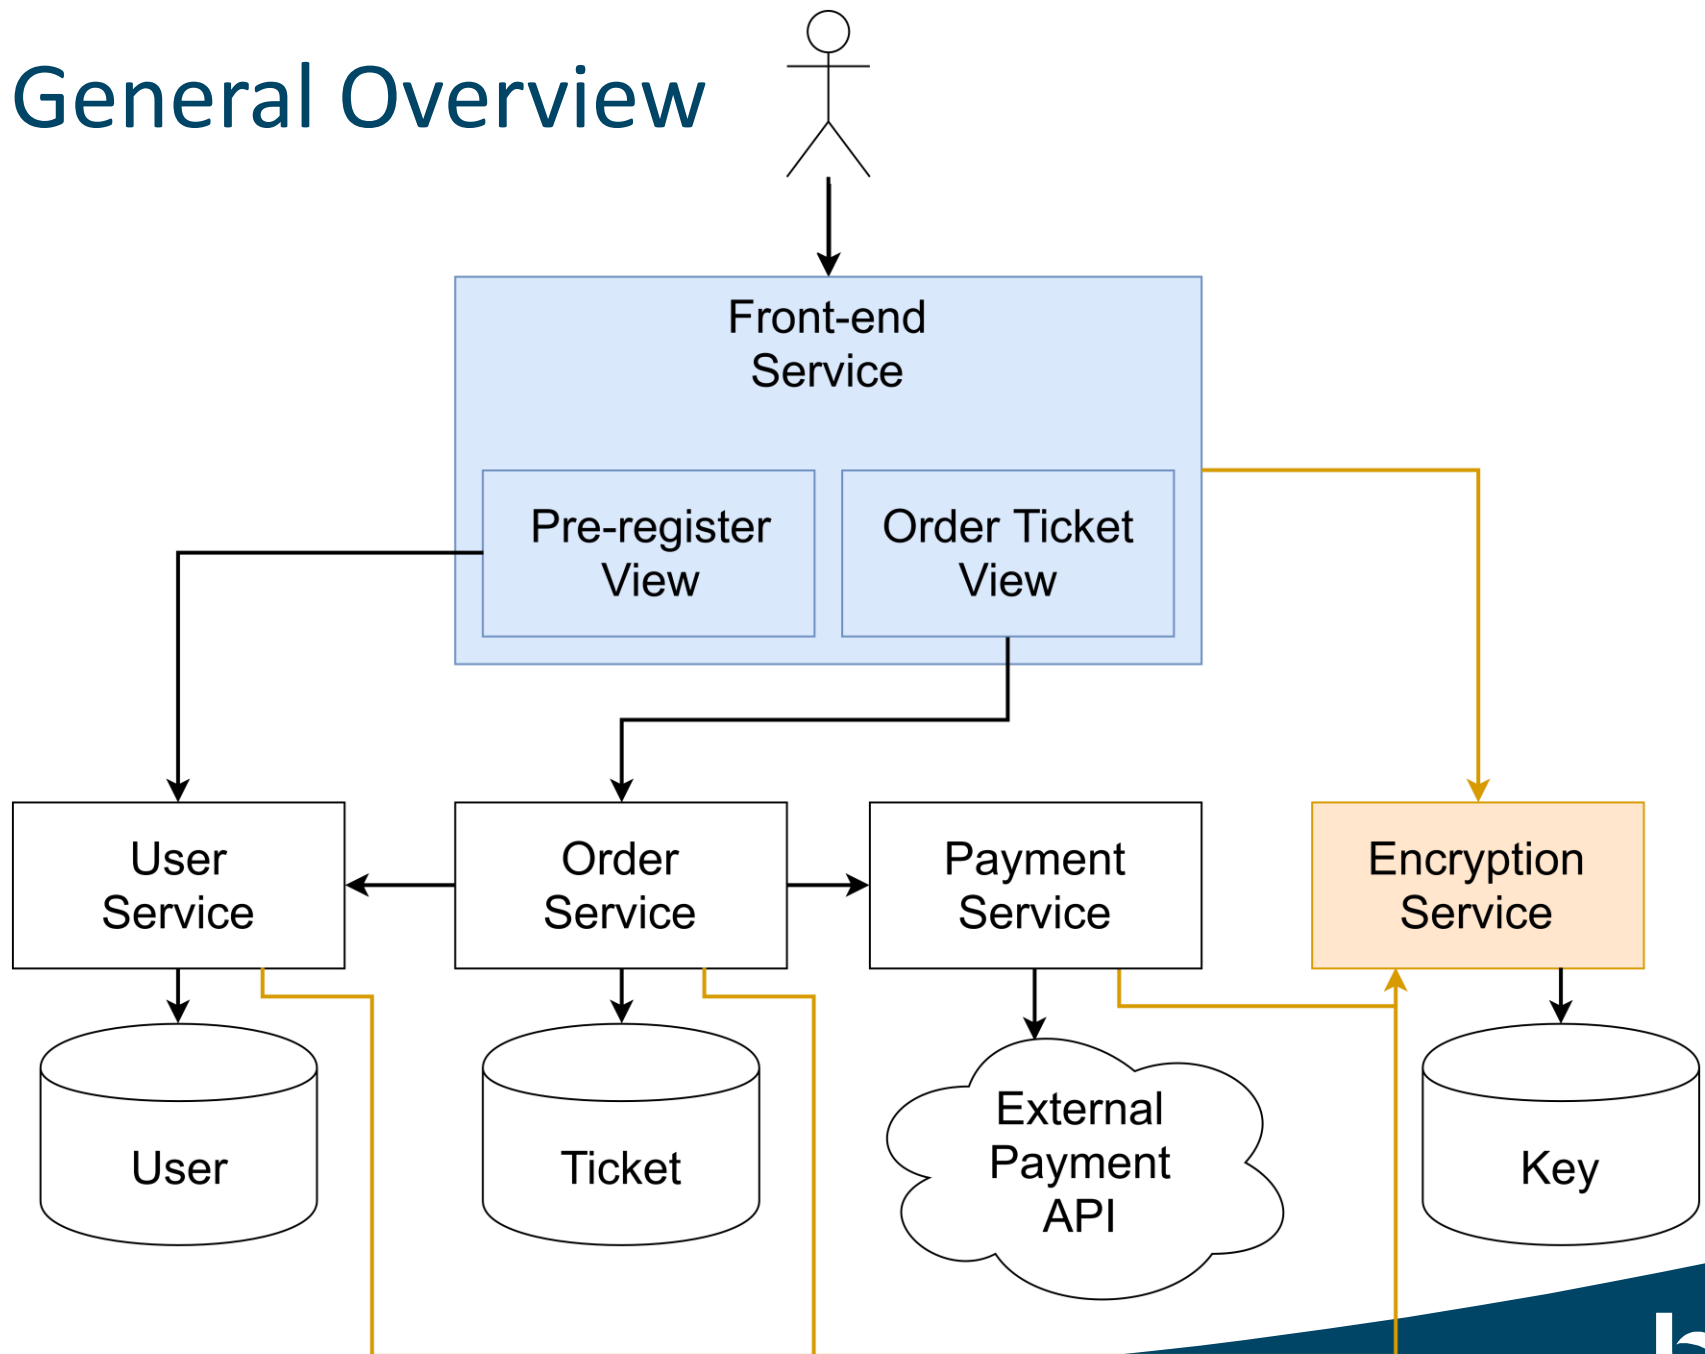 General Overview
Front-end
Service
Pre-register
View
Order Ticket
View
User
Service
Order
Service
Payment
Service
Encryption
Service
User
Ticket
External
Payment
API
Key